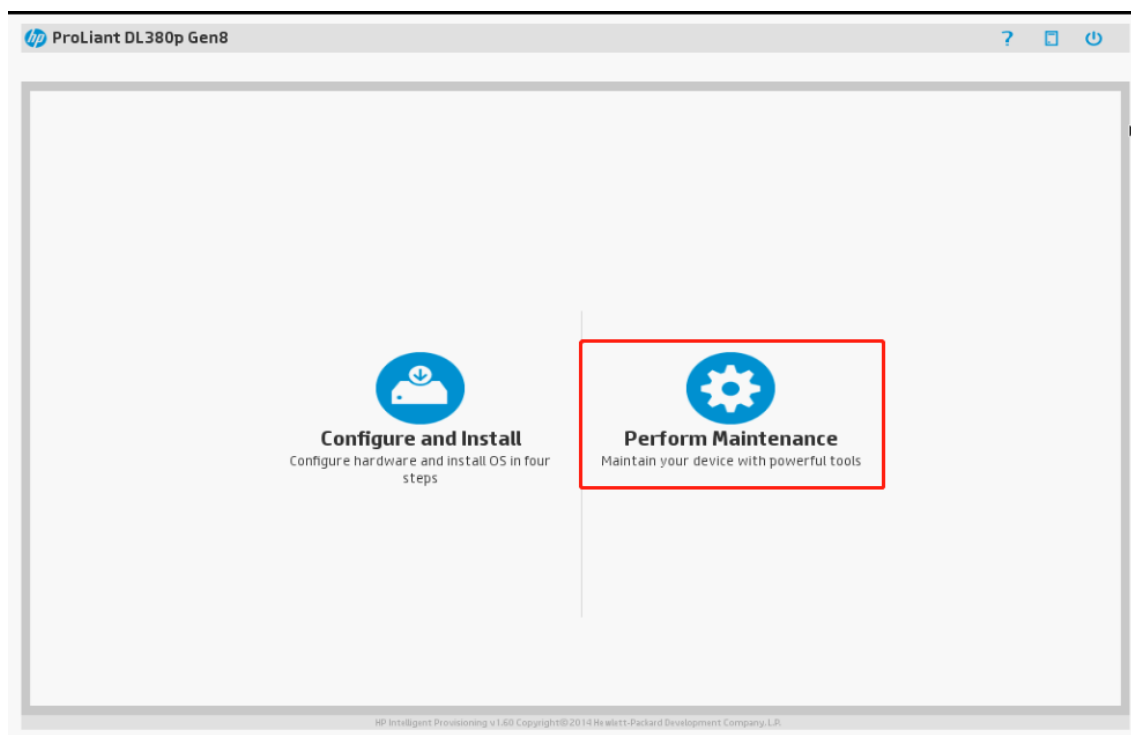 hp ProLiant DL380p Gen8 ?
Configure and Install
Configure hardware and install OS in four
steps
Perform Maintenance
Maintain your device with powerful tools
HP Intelligent Provisioning v1.60 Copyright© 2014 Hewlett-Packard Development Company, L.P.